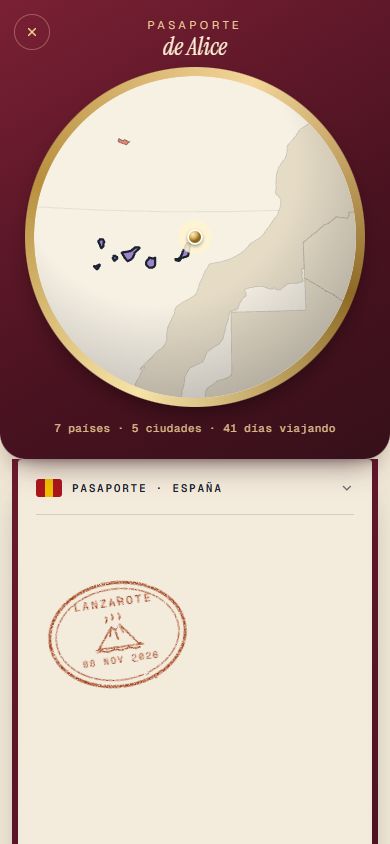 PASAPORTE
de Alice
7 países · 5 ciudades · 41 días viajando
PASAPORTE · ESPAÑA
LANZAROTE
08 NOV 2026